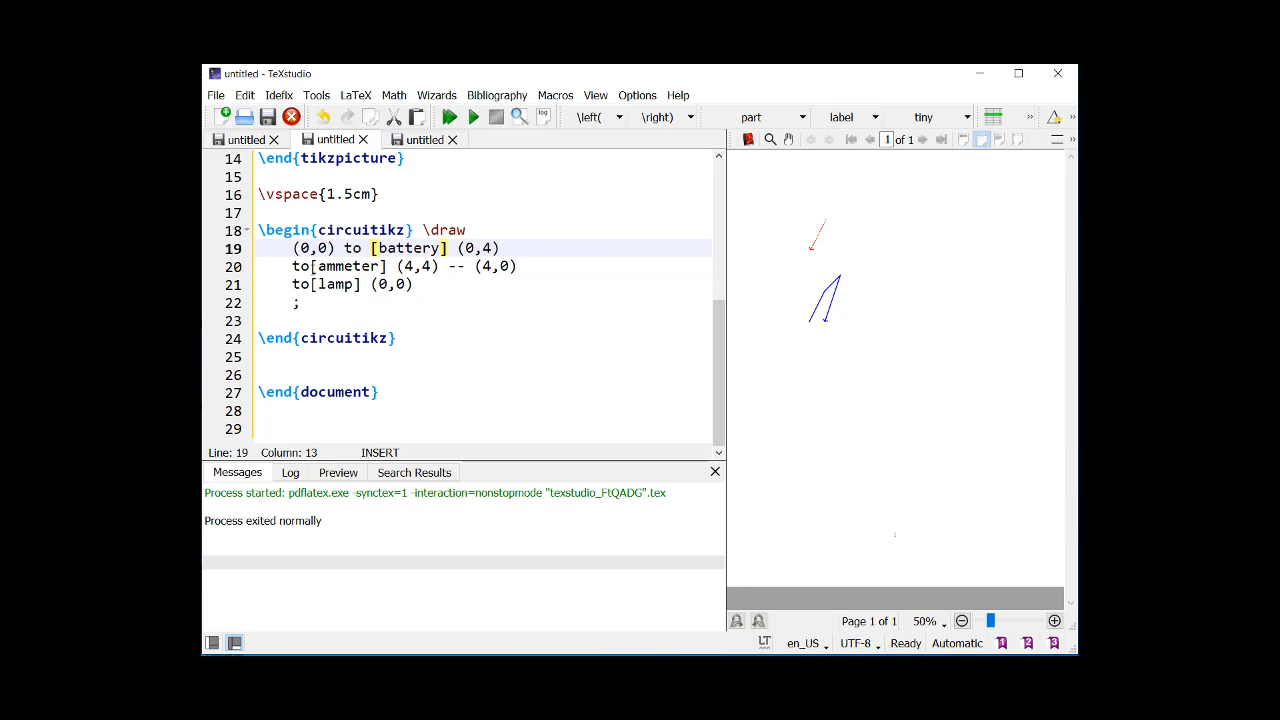 untitled - TeXstudio
File Edit Idefix Tools LaTeX Math Wizards Bibliography Macros View Options Help
log \left( \right) part label tiny »
untitled untitled untitled 1 of 1 »
14 \end{tikzpicture}
15
16 \vspace{1.5cm}
17
18 \begin{circuitikz} \draw
19 (0,0) to [battery] (0,4)
20 to[ammeter] (4,4) -- (4,0)
21 to[lamp] (0,0)
22 ;
23
24 \end{circuitikz}
25
26
27 \end{document}
28
29
Line: 19 Column: 13 INSERT
Messages Log Preview Search Results
Process started: pdflatex.exe -synctex=1 -interaction=nonstopmode "texstudio_FtQADG".tex
Process exited normally
Page 1 of 1 50%
LT en_US UTF-8 Ready Automatic 1 2 3